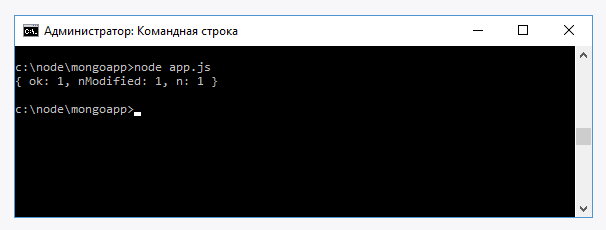 Администратор: Командная строка
c:\node\mongoapp>node app.js
{ ok: 1, nModified: 1, n: 1 }
c:\node\mongoapp>